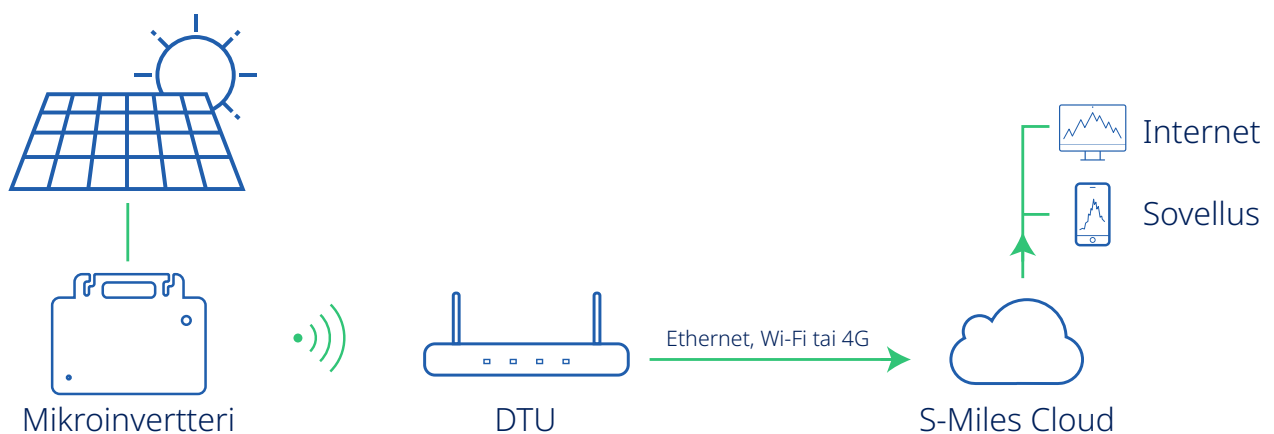 Internet
Sovellus
Ethernet, Wi-Fi tai 4G
Mikroinvertteri
DTU
S-Miles Cloud